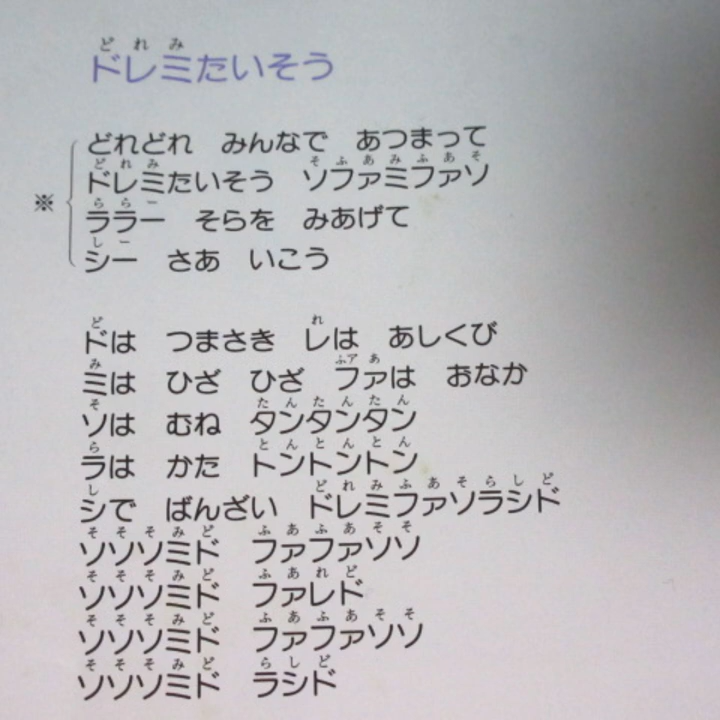 ドレミたいそう
どれどれ　みんなで　あつまって
ドレミたいそう　ソファミファソ
※　ララー　そらを　みあげて
シー　さあ　いこう
ドは　つまさき　レは　あしくび
ミは　ひざ　ひざ　ファは　おなか
ソは　むね　タンタンタン
ラは　かた　トントントン
シで　ばんざい　ドレミファソラシド
ソソソミド　ファファソソ
ソソソミド　ファレド
ソソソミド　ファファソソ
ソソソミド　ラシド